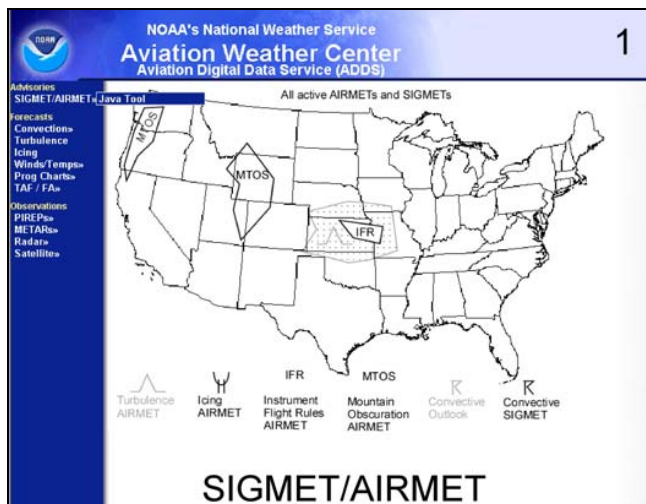 NOAA
NOAA's National Weather Service
Aviation Weather Center
Aviation Digital Data Service (ADDS)
1
Advisories
SIGMET/AIRMET» Java Tool
Forecasts
Convection»
Turbulence
Icing
Winds/Temps»
Prog Charts»
TAF / FA»
Observations
PIREPs»
METARs»
Radar»
Satellite»
All active AIRMETs and SIGMETs
MTOS
MTOS
IFR
IFR
MTOS
Turbulence
AIRMET
Icing
AIRMET
Instrument
Flight Rules
AIRMET
Mountain
Obscuration
AIRMET
Convective
Outlook
Convective
SIGMET
SIGMET/AIRMET